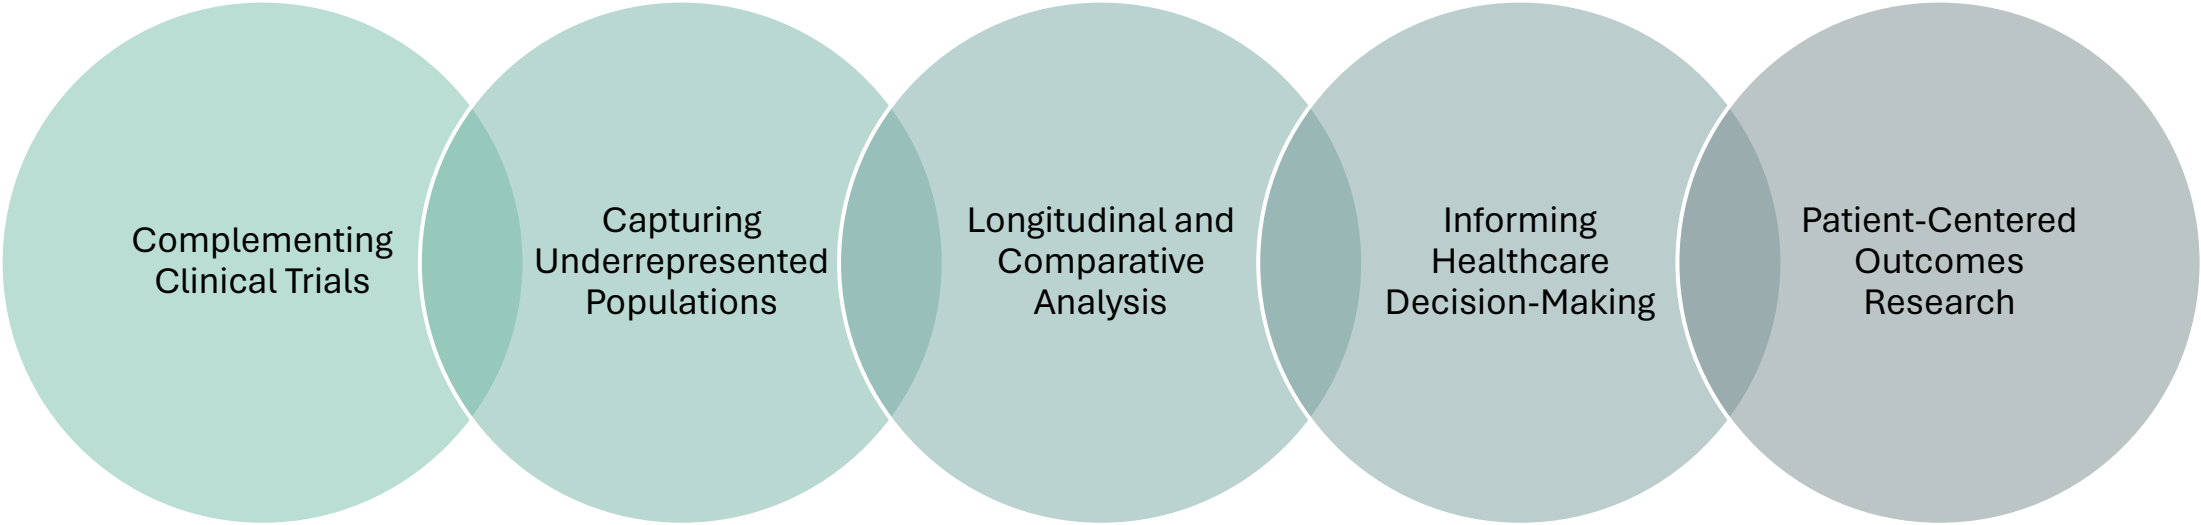 Complementing
Clinical Trials
Capturing
Underrepresented
Populations
Longitudinal and
Comparative
Analysis
Informing
Healthcare
Decision-Making
Patient-Centered
Outcomes
Research